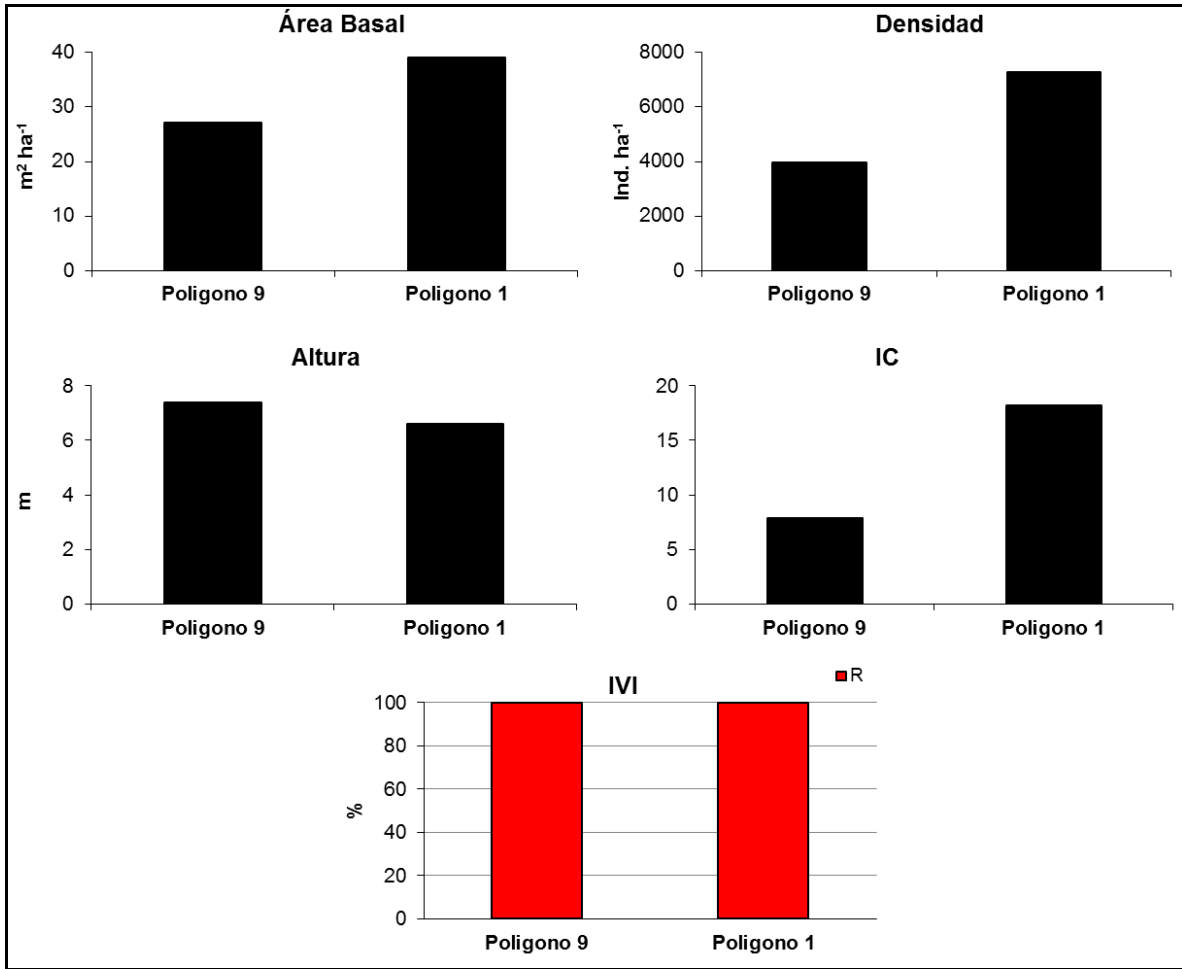 Área Basal
40
30
20
10
0
m² ha⁻¹
Poligono 9
Poligono 1
Densidad
8000
6000
4000
2000
0
Ind. ha⁻¹
Poligono 9
Poligono 1
Altura
8
6
4
2
0
m
Poligono 9
Poligono 1
IC
20
15
10
5
0
Poligono 9
Poligono 1
IVI
R
100
80
60
40
20
0
%
Poligono 9
Poligono 1